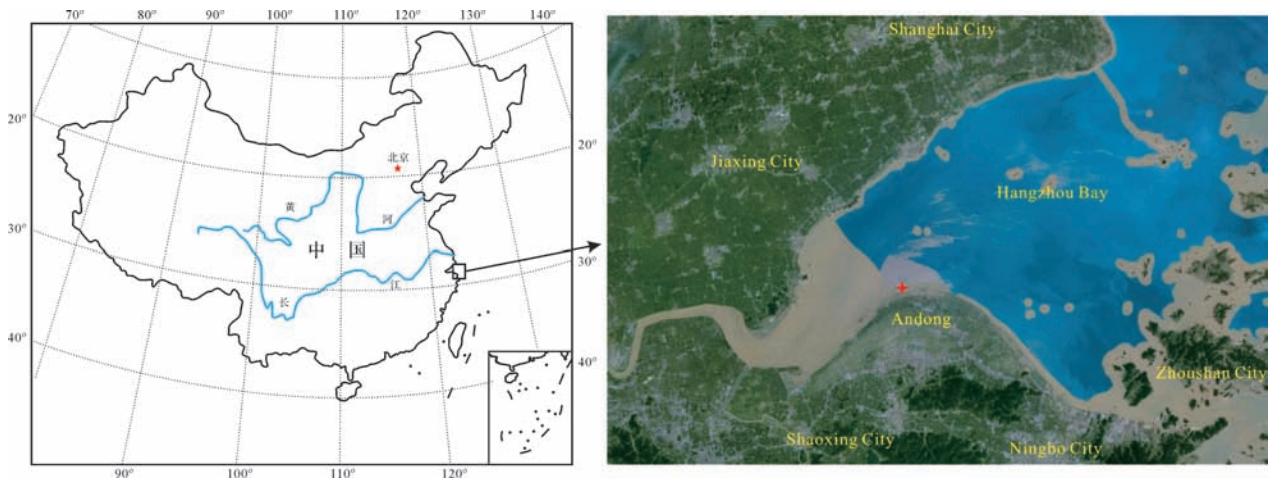 70° 80° 90° 100° 110° 120° 130° 140°
20°
30°
40°
20°
30°
40°
90° 100° 110° 120°
北京
黄
河
中 国
长
江
Shanghai City
Jiaxing City
Hangzhou Bay
Andong
Zhoushan City
Shaoxing City
Ningbo City